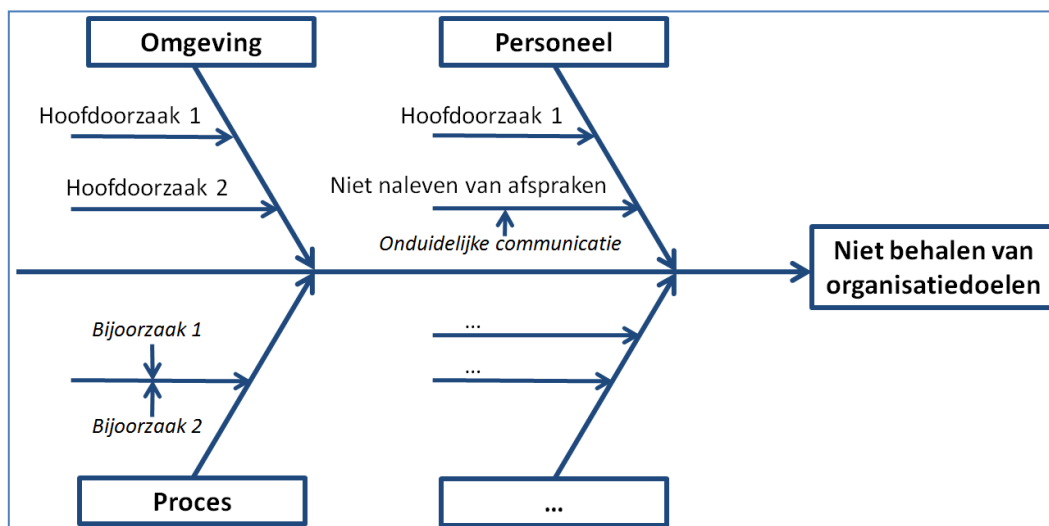 Omgeving
Personeel
Hoofdoorzaak 1
Hoofdoorzaak 1
Hoofdoorzaak 2
Niet naleven van afspraken
Onduidelijke communicatie
Niet behalen van
organisatiedoelen
Bijoorzaak 1
...
...
Bijoorzaak 2
Proces
...